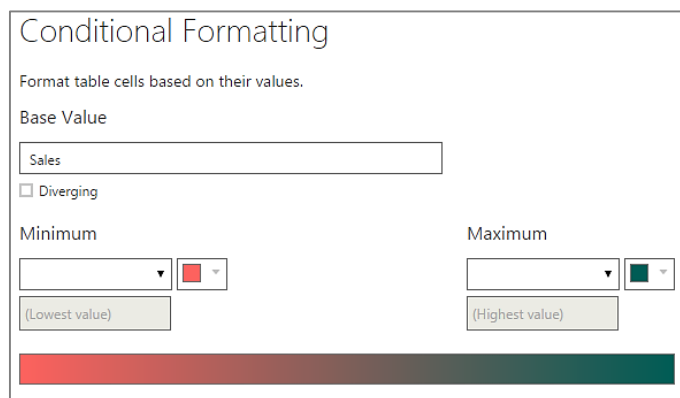 Conditional Formatting
Format table cells based on their values.
Base Value
Sales
Diverging
Minimum
Maximum
(Lowest value)
(Highest value)